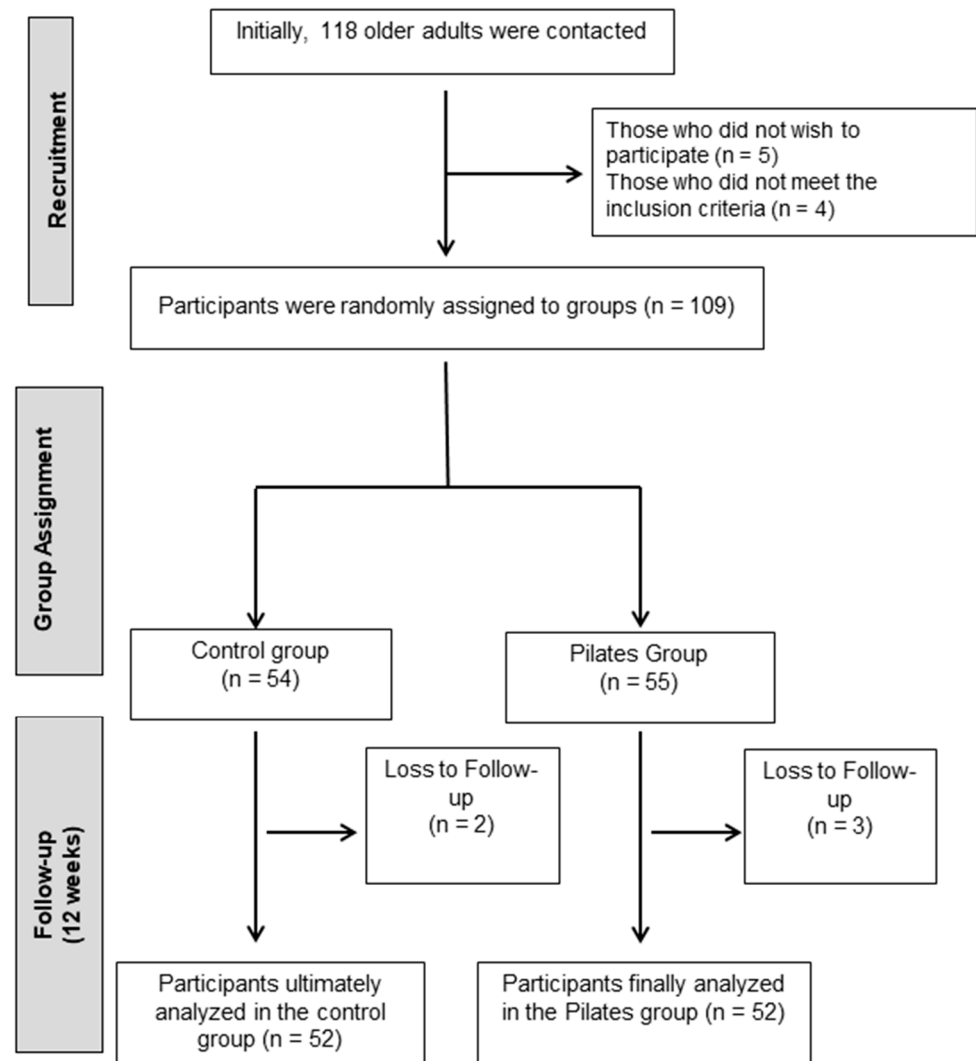 Initially, 118 older adults were contacted
Recruitment
Those who did not wish to
participate (n = 5)
Those who did not meet the
inclusion criteria (n = 4)
Participants were randomly assigned to groups (n = 109)
Group Assignment
Control group
(n = 54)
Pilates Group
(n = 55)
Follow-up
(12 weeks)
Loss to Follow-
up
(n = 2)
Loss to Follow-
up
(n = 3)
Participants ultimately
analyzed in the control
group (n = 52)
Participants finally analyzed
in the Pilates group (n = 52)